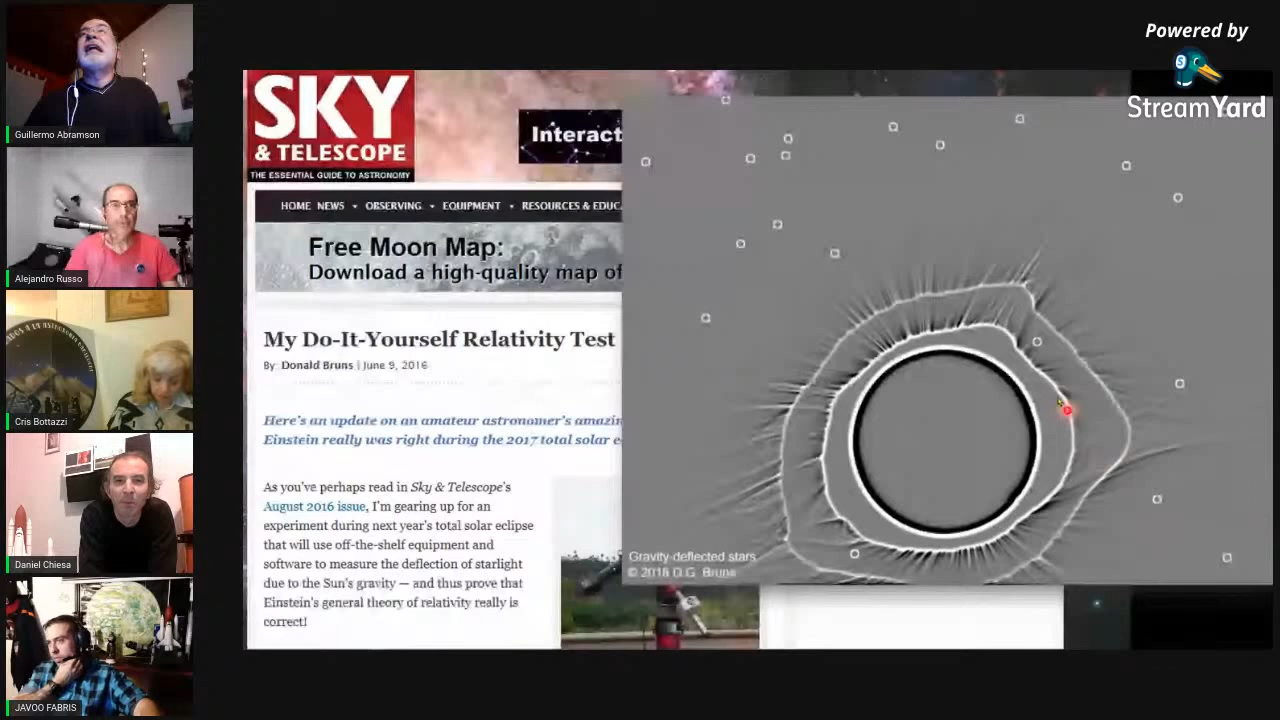 Powered by
StreamYard
Guillermo Abramson
Alejandro Russo
Cris Bottazzi
Daniel Chiesa
JAVOO FABRIS
SKY
& TELESCOPE
THE ESSENTIAL GUIDE TO ASTRONOMY
Interact
HOME NEWS OBSERVING EQUIPMENT RESOURCES & EDUC
Free Moon Map:
Download a high-quality map of
My Do-It-Yourself Relativity Test
By: Donald Bruns | June 9, 2016
Here's an update on an amateur astronomer's amazin
Einstein really was right during the 2017 total solar e
As you've perhaps read in Sky & Telescope's
August 2016 issue, I'm gearing up for an
experiment during next year's total solar eclipse
that will use off-the-shelf equipment and
software to measure the deflection of starlight
due to the Sun's gravity — and thus prove that
Einstein's general theory of relativity really is
correct!
Gravity-deflected stars
© 2018 D.G. Bruns